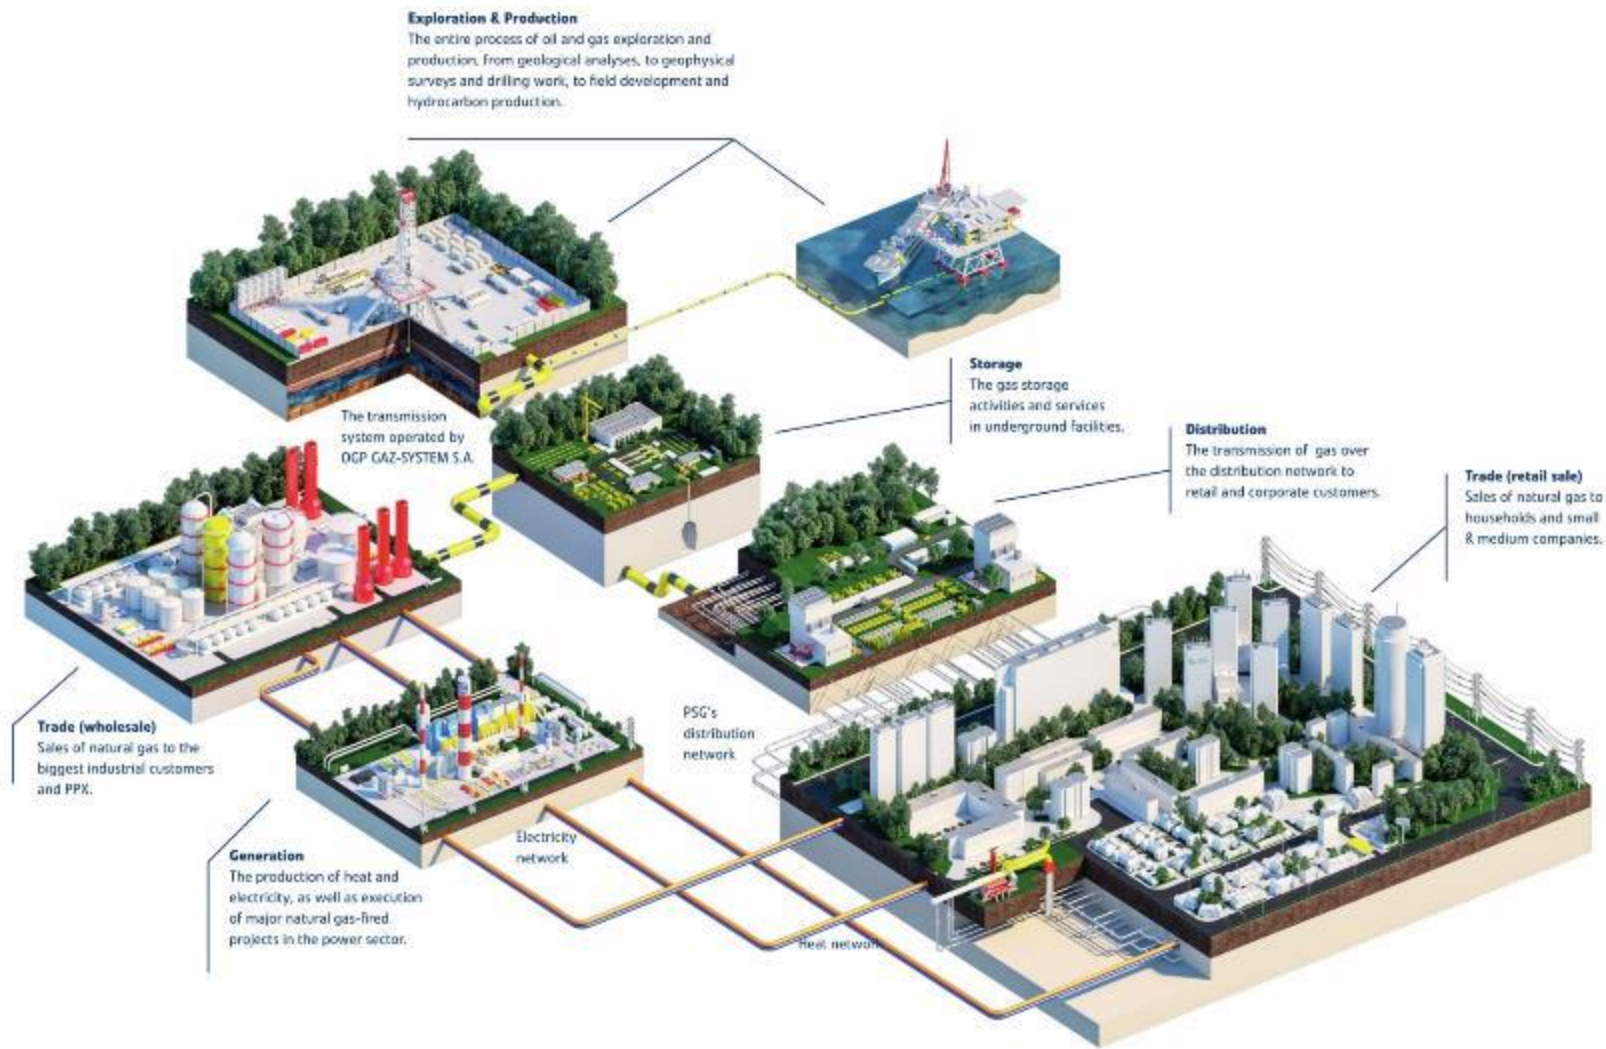 Exploration & Production
The entire process of oil and gas exploration and
production, from geological analyses, to geophysical
surveys and drilling work, to field development and
hydrocarbon production.
Storage
The gas storage
activities and services
in underground facilities.
The transmission
system operated by
OGP GAZ-SYSTEM S.A.
Distribution
The transmission of gas over
the distribution network to
retail and corporate customers.
Trade (retail sale)
Sales of natural gas to
households and small
& medium companies.
Trade (wholesale)
Sales of natural gas to the
biggest industrial customers
and PPX.
PSG's
distribution
network
Generation
The production of heat and
electricity, as well as execution
of major natural gas-fired
projects in the power sector.
Electricity
network
Heat network